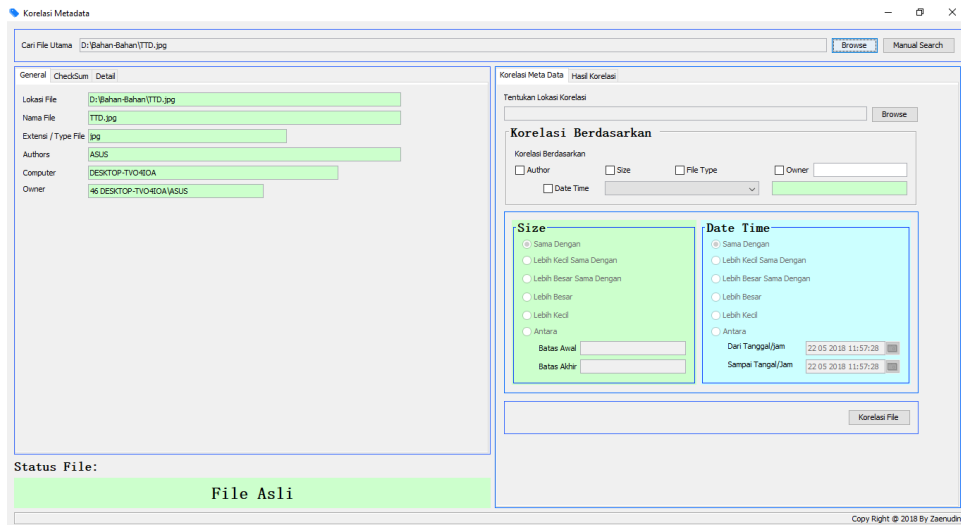 Korelasi Metadata
Cari File Utama D:\Bahan-Bahan\TTD.jpg Browse Manual Search
General CheckSum Detail
Lokasi File D:\Bahan-Bahan\TTD.jpg
Nama File TTD.jpg
Extensi / Type File jpg
Authors ASUS
Computer DESKTOP-TVO4IOA
Owner 46 DESKTOP-TVO4IOA\ASUS
Status File:
File Asli
Korelasi Meta Data Hasil Korelasi
Tentukan Lokasi Korelasi
Browse
Korelasi Berdasarkan
Korelasi Berdasarkan
Author Size File Type Owner
Date Time
Size
Sama Dengan
Lebih Kecil Sama Dengan
Lebih Besar Sama Dengan
Lebih Besar
Lebih Kecil
Antara
Batas Awal
Batas Akhir
Date Time
Sama Dengan
Lebih Kecil Sama Dengan
Lebih Besar Sama Dengan
Lebih Besar
Lebih Kecil
Antara
Dari Tanggal/jam 22 05 2018 11:57:28
Sampai Tangal/Jam 22 05 2018 11:57:28
Korelasi File
Copy Right @ 2018 By Zaenudin